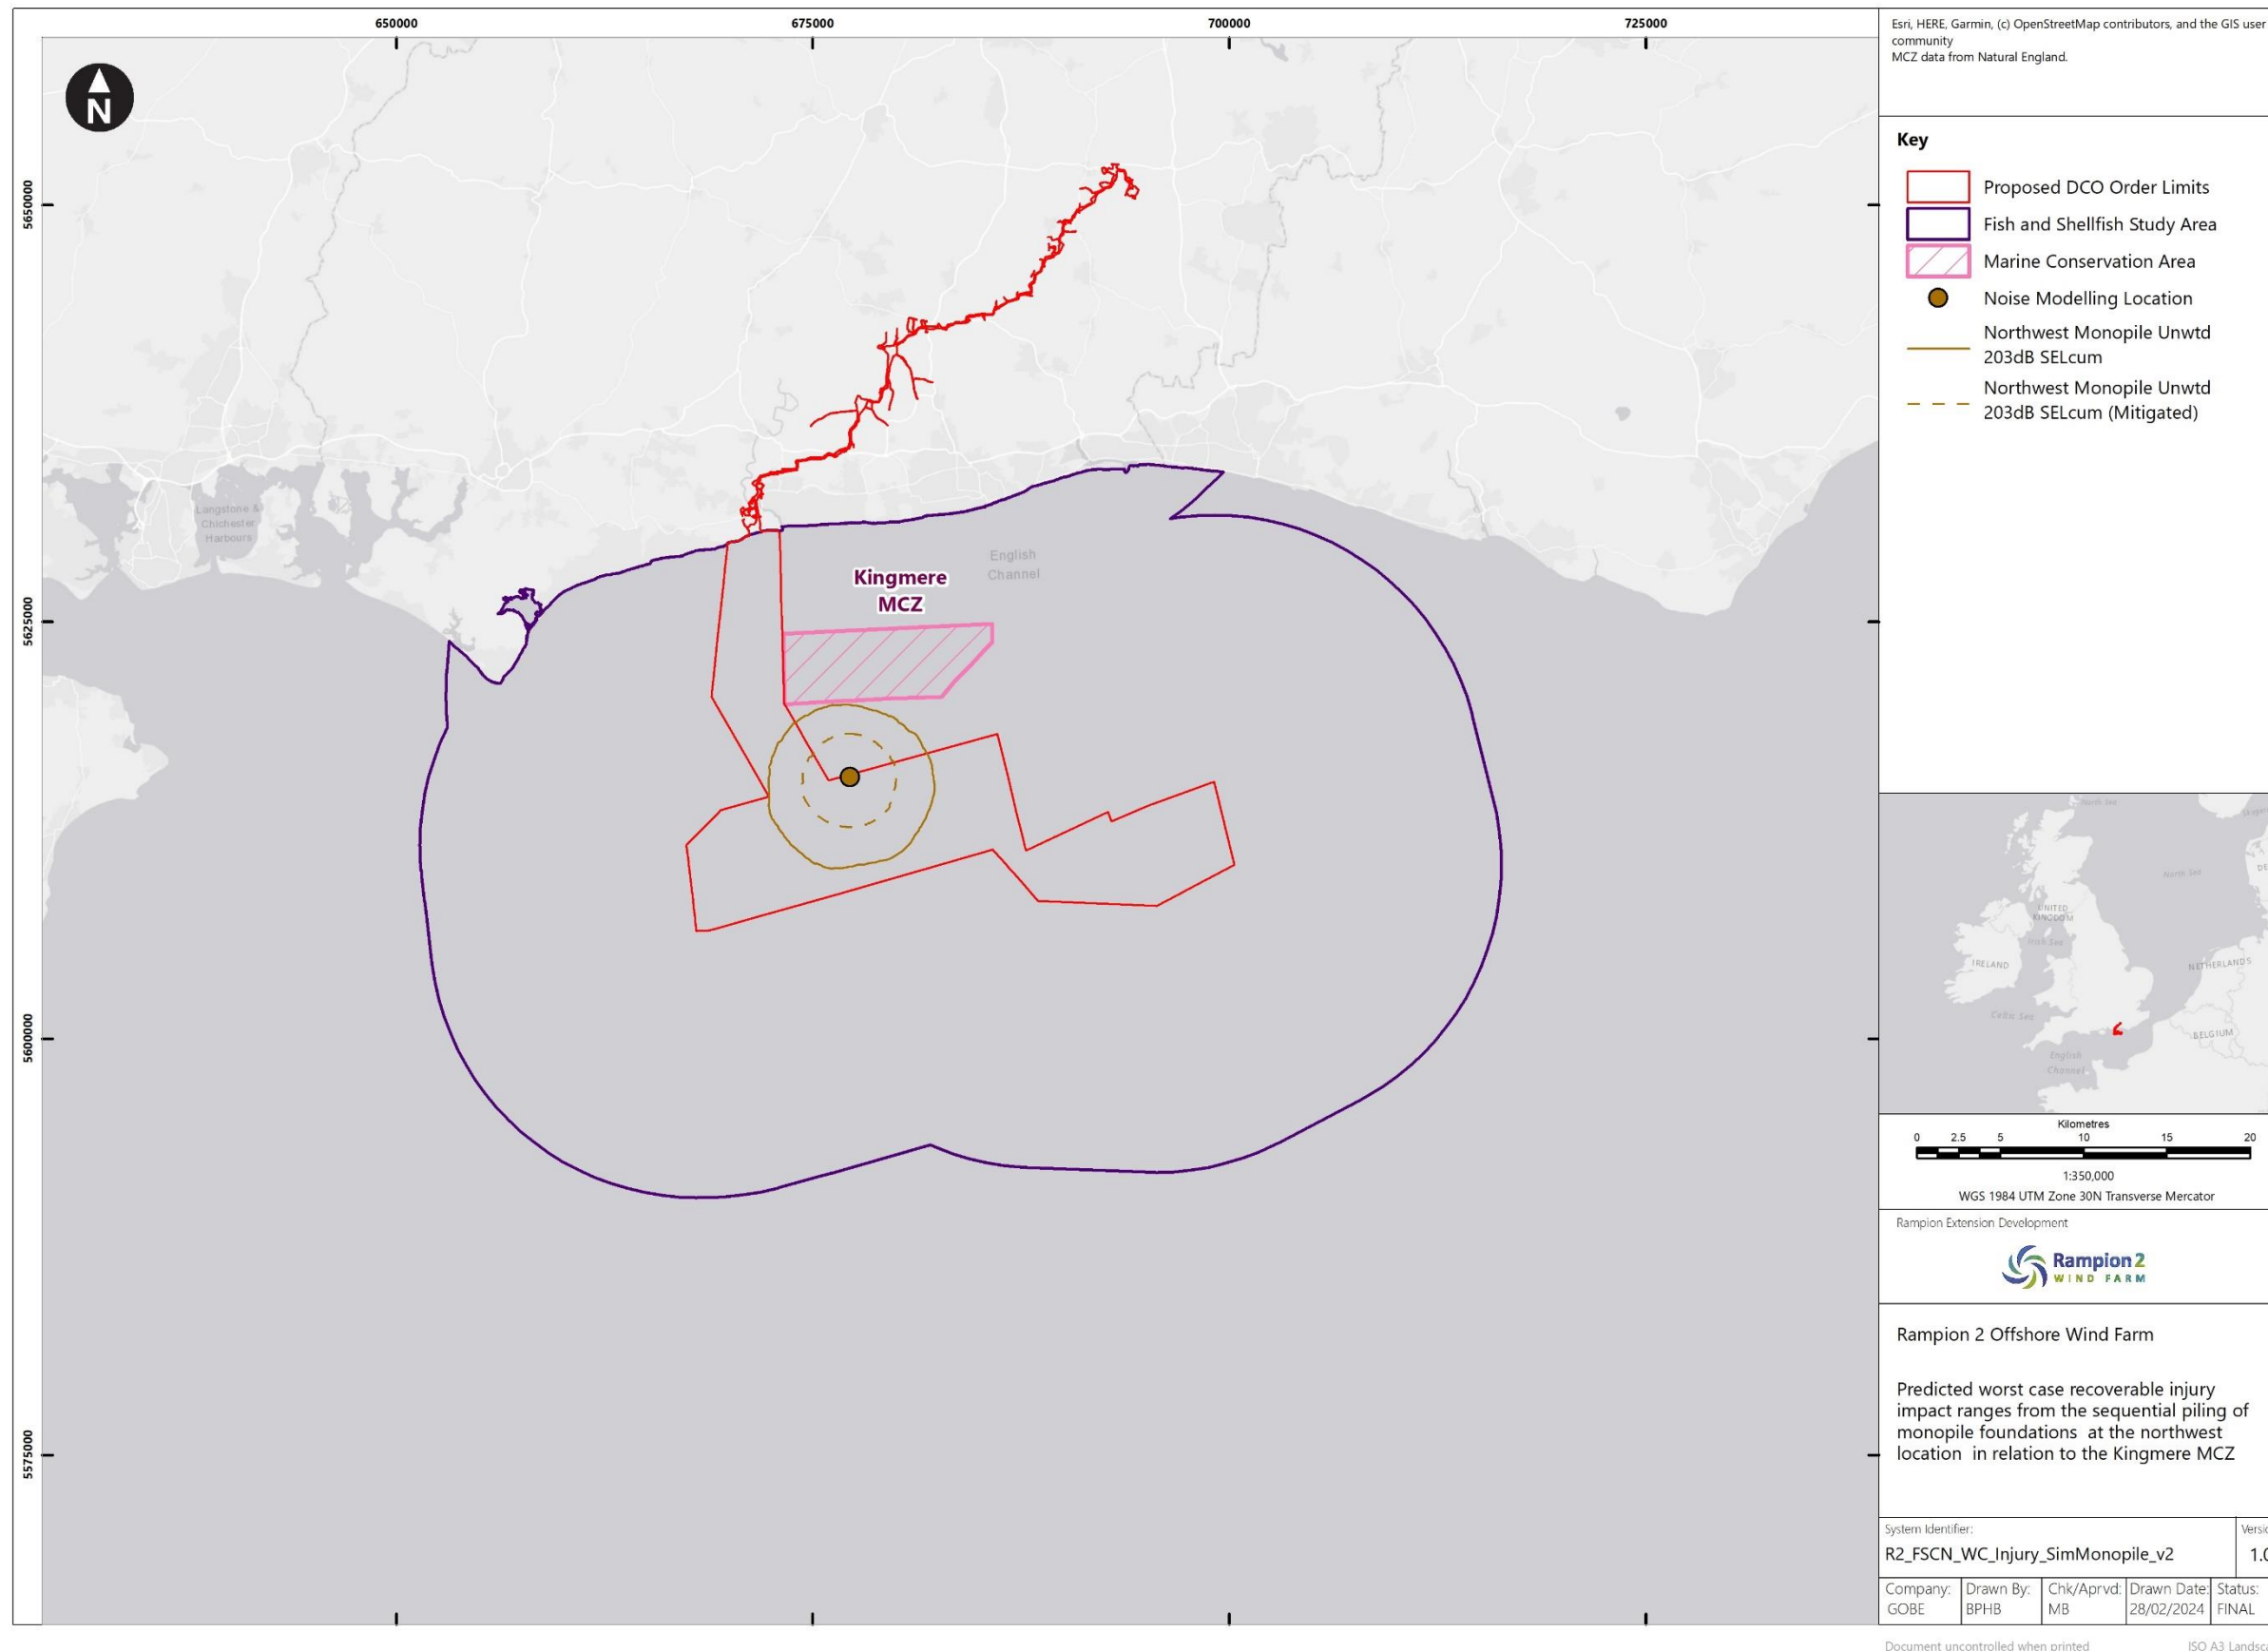 650000
675000
700000
725000
5650000
5625000
5600000
5575000
N
Langstone &
Chichester
Harbours
English
Channel
Kingmere
MCZ
Esri, HERE, Garmin, (c) OpenStreetMap contributors, and the GIS user
community
MCZ data from Natural England.
Key
Proposed DCO Order Limits
Fish and Shellfish Study Area
Marine Conservation Area
Noise Modelling Location
Northwest Monopile Unwtd
203dB SELcum
Northwest Monopile Unwtd
203dB SELcum (Mitigated)
North Sea
North Sea
UNITED
KINGDOM
Irish Sea
IRELAND
NETHERLANDS
Celtic Sea
BELGIUM
English
Channel
Kilometres
0 2.5 5 10 15 20
1:350,000
WGS 1984 UTM Zone 30N Transverse Mercator
Rampion Extension Development
Rampion 2
WIND FARM
Rampion 2 Offshore Wind Farm
Predicted worst case recoverable injury
impact ranges from the sequential piling of
monopile foundations at the northwest
location in relation to the Kingmere MCZ
System Identifier:
R2_FSCN_WC_Injury_SimMonopile_v2
1.0
Company: Drawn By: Chk/Aprvd: Drawn Date: Status:
GOBE BPHB MB 28/02/2024 FINAL
Document uncontrolled when printed
ISO A3